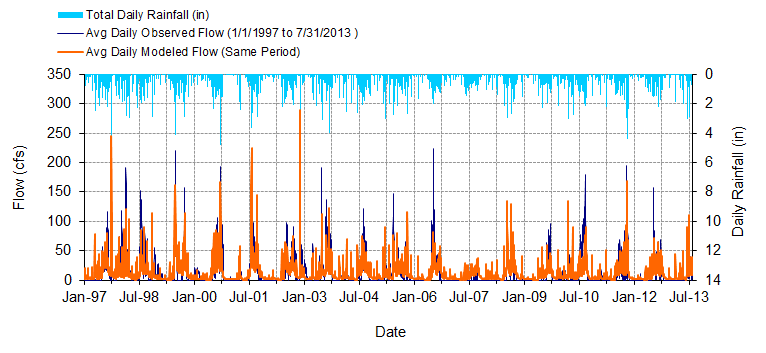 Total Daily Rainfall (in)
Avg Daily Observed Flow (1/1/1997 to 7/31/2013 )
Avg Daily Modeled Flow (Same Period)
350
300
250
200
150
100
50
0
Flow (cfs)
0
2
4
6
8
10
12
14
Daily Rainfall (in)
Jan-97 Jul-98 Jan-00 Jul-01 Jan-03 Jul-04 Jan-06 Jul-07 Jan-09 Jul-10 Jan-12 Jul-13
Date